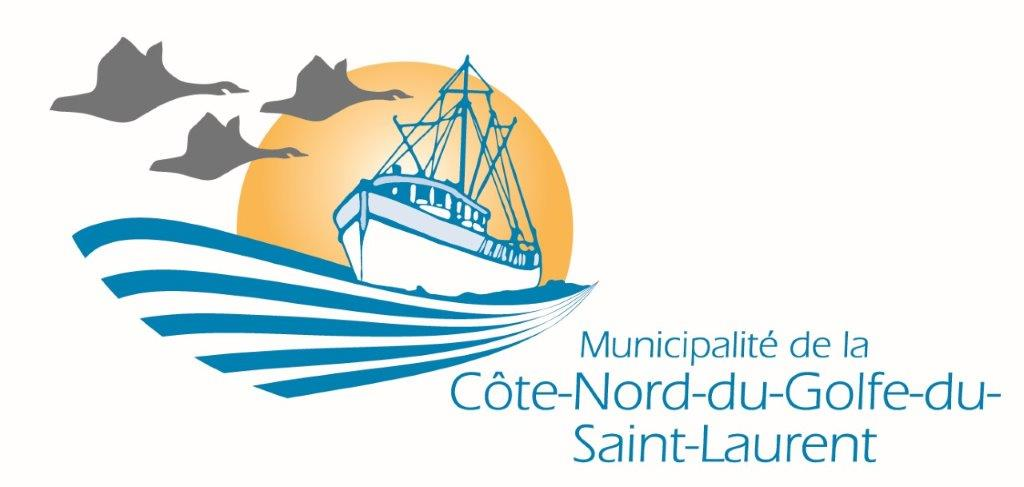 Municipalité de la
Côte-Nord-du-Golfe-du-
Saint-Laurent